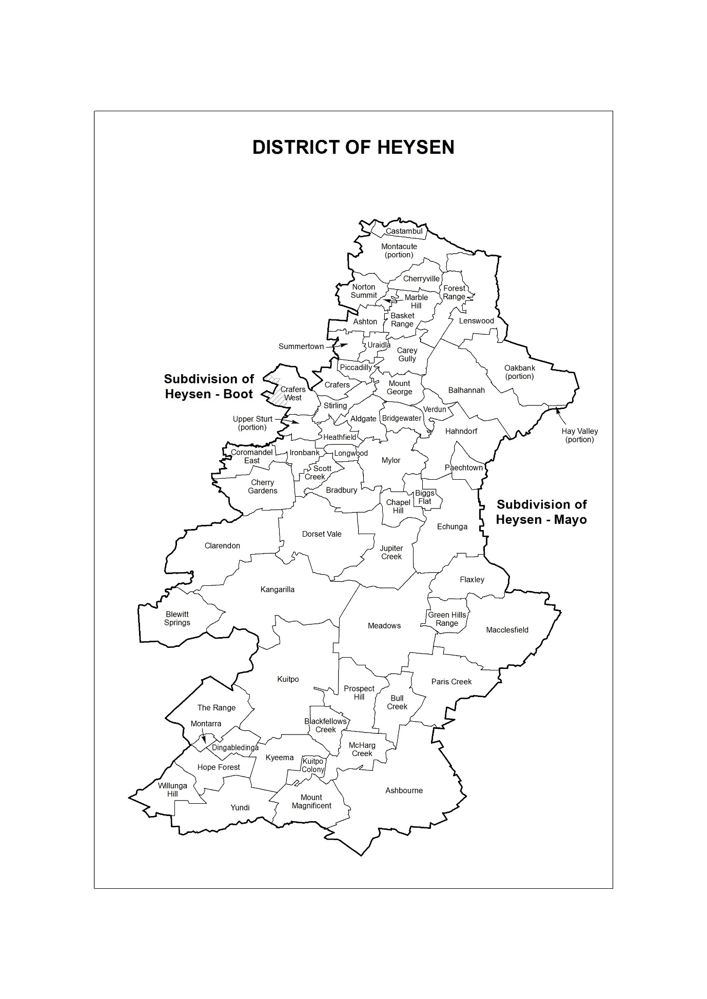 DISTRICT OF HEYSEN
Castambul
Montacute
(portion)
Cherryville
Norton
Summit
Forest
Range
Marble
Hill
Basket
Range
Ashton
Lenswood
Summertown
Uraidla
Carey
Gully
Piccadilly
Oakbank
(portion)
Subdivision of
Heysen - Boot
Crafers
West
Crafers
Mount
George
Balhannah
Stirling
Verdun
Upper Sturt
(portion)
Aldgate
Bridgewater
Hahndorf
Hay Valley
(portion)
Heathfield
Coromandel
East
Ironbank
Longwood
Mylor
Scott
Creek
Paechtown
Cherry
Gardens
Bradbury
Biggs
Flat
Chapel
Hill
Subdivision of
Heysen - Mayo
Echunga
Dorset Vale
Clarendon
Jupiter
Creek
Flaxley
Kangarilla
Blewitt
Springs
Green Hills
Range
Meadows
Macclesfield
Kuitpo
Paris Creek
Prospect
Hill
Bull
Creek
The Range
Montarra
Blackfellows
Creek
Dingabledinga
McHarg
Creek
Kyeema
Kuitpo
Colony
Hope Forest
Willunga
Hill
Ashbourne
Mount
Magnificent
Yundi